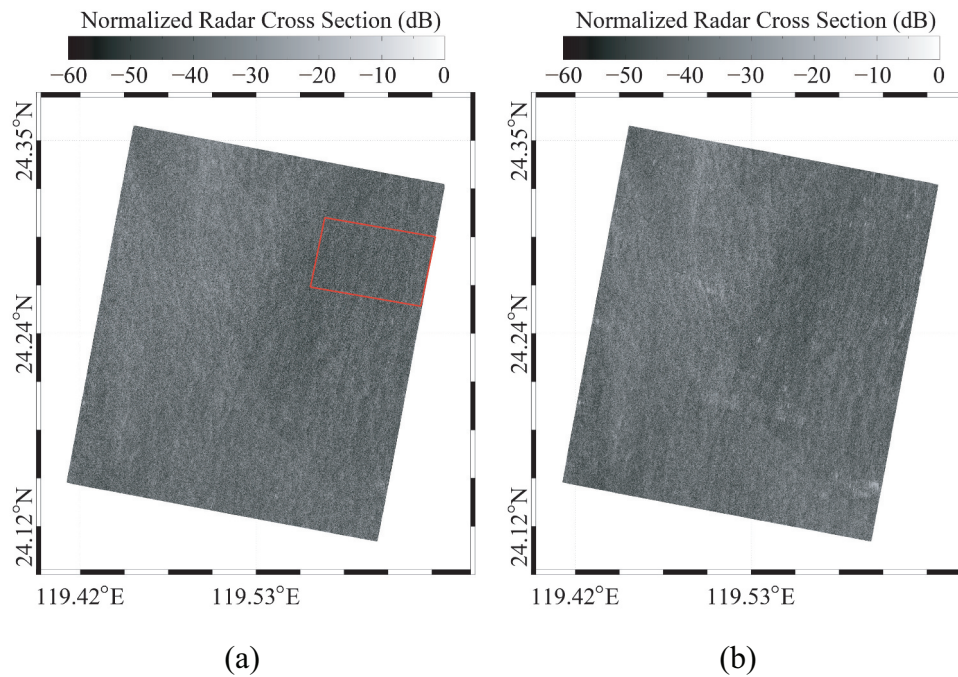 Normalized Radar Cross Section (dB)
−60 −50 −40 −30 −20 −10 0
24.35°N
24.24°N
24.12°N
119.42°E 119.53°E
(a)
Normalized Radar Cross Section (dB)
−60 −50 −40 −30 −20 −10 0
24.35°N
24.24°N
24.12°N
119.42°E 119.53°E
(b)